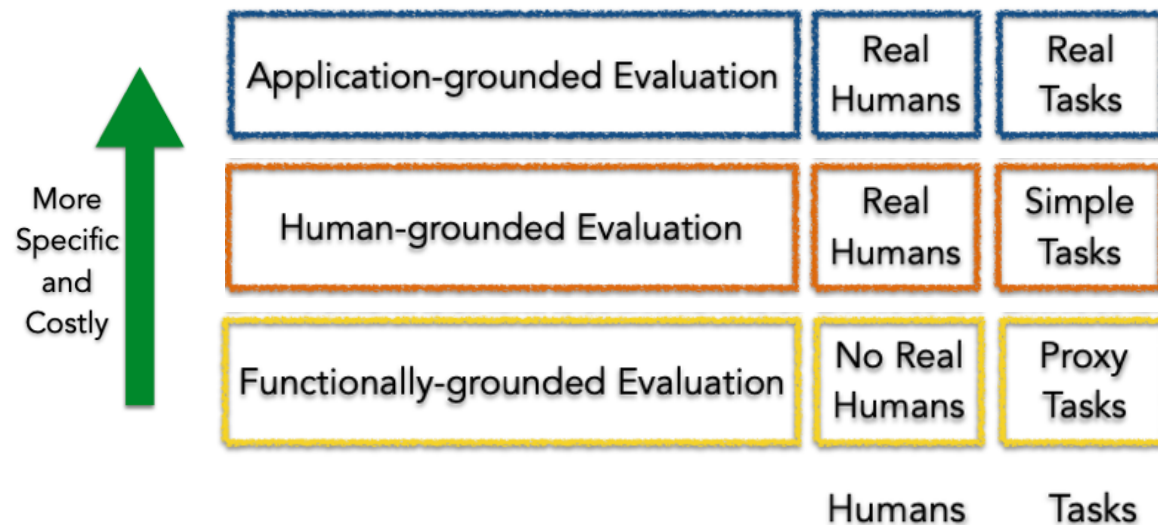 Application-grounded Evaluation
Real
Humans
Real
Tasks
More
Specific
and
Costly
Human-grounded Evaluation
Real
Humans
Simple
Tasks
Functionally-grounded Evaluation
No Real
Humans
Proxy
Tasks
Humans
Tasks